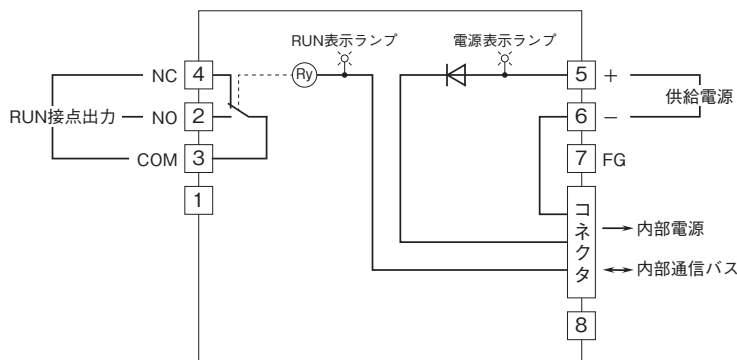 RUN表示ランプ
電源表示ランプ
NC 4
Ry
5 +
RUN接点出力
NO 2
6 −
供給電源
COM 3
7 FG
1
コネクタ
内部電源
内部通信バス
8